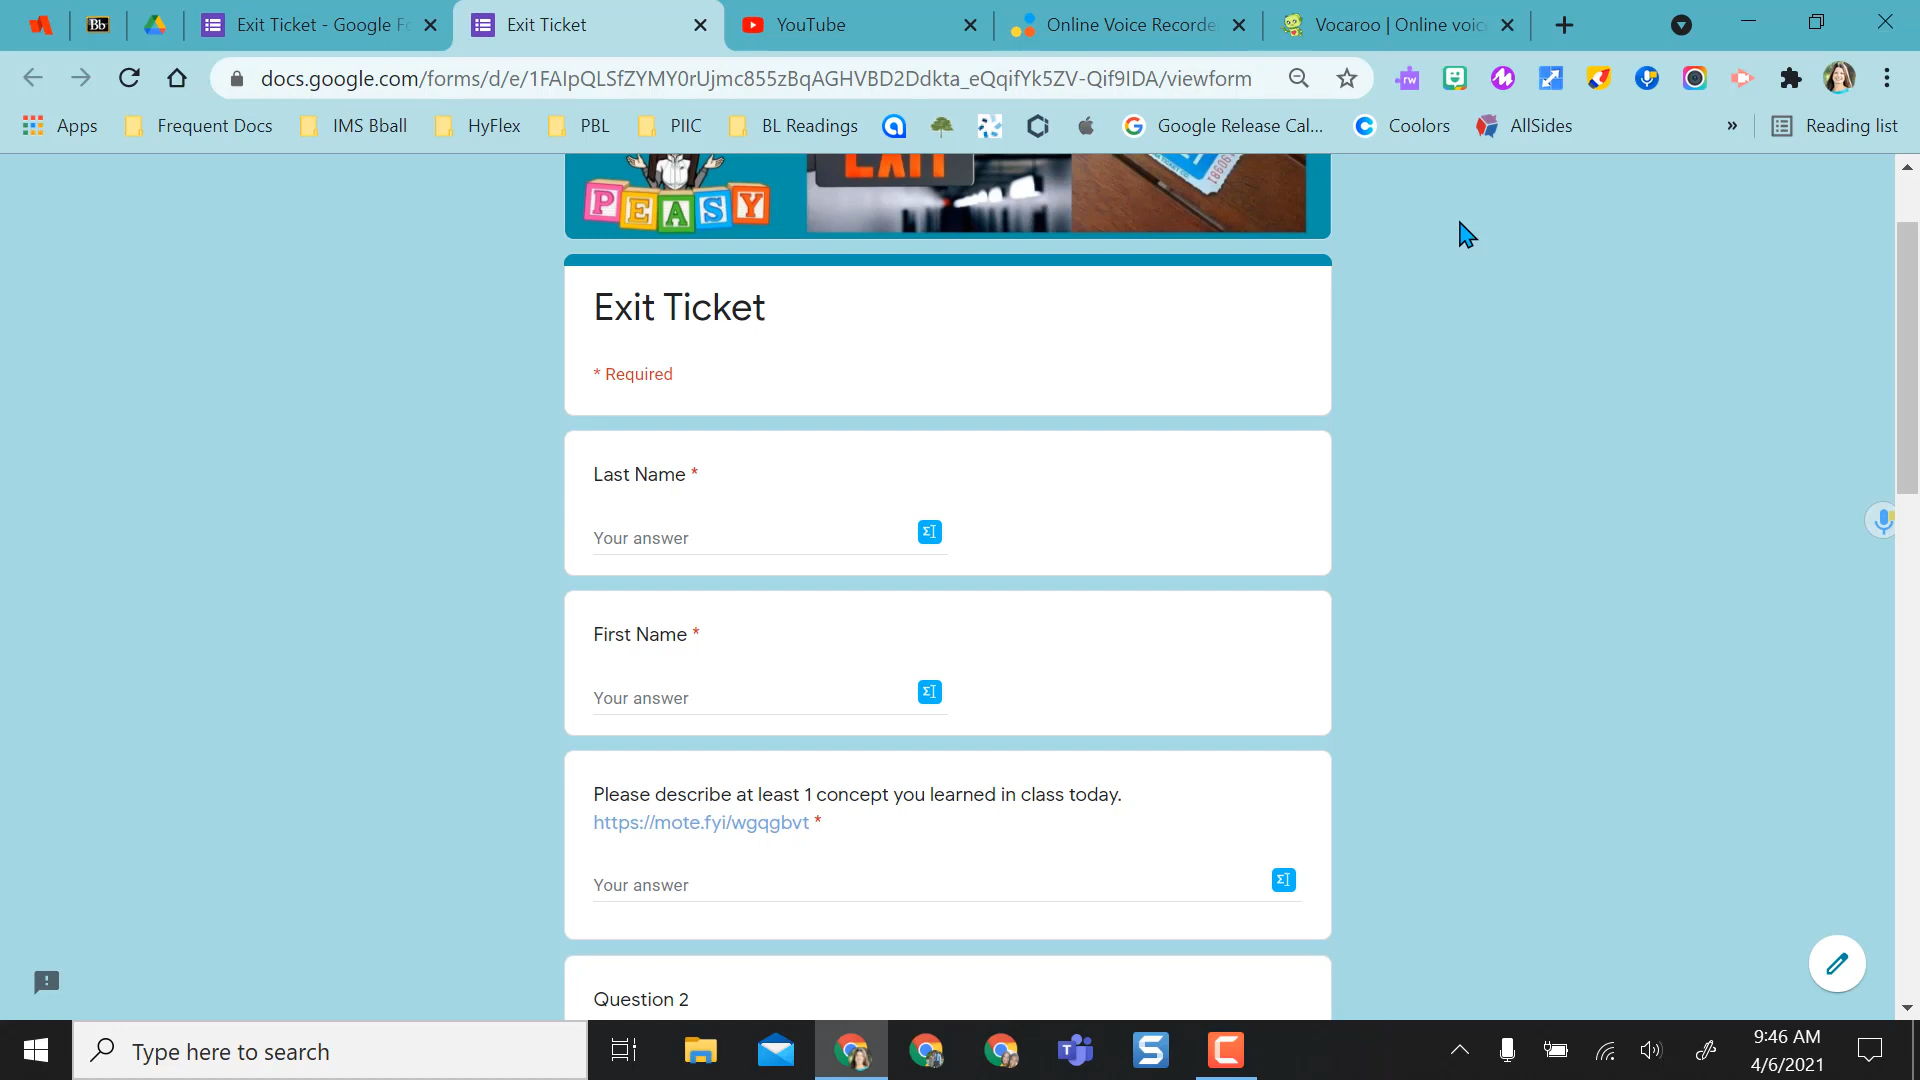 Bb
Exit Ticket - Google Fo
Exit Ticket
YouTube
Online Voice Recorde
Vocaroo | Online voic
docs.google.com/forms/d/e/1FAIpQLSfZYMY0rUjmc855zBqAGHVBD2Ddkta_eQqifYk5ZV-Qif9IDA/viewform
rw
Apps
Frequent Docs
IMS Bball
HyFlex
PBL
PIIC
BL Readings
Google Release Cal...
Coolors
AllSides
»
Reading list
PEASY
EXIT
Exit Ticket
* Required
Last Name *
Your answer
First Name *
Your answer
Please describe at least 1 concept you learned in class today.
https://mote.fyi/wgqgbvt *
Your answer
Question 2
Type here to search
9:46 AM
4/6/2021